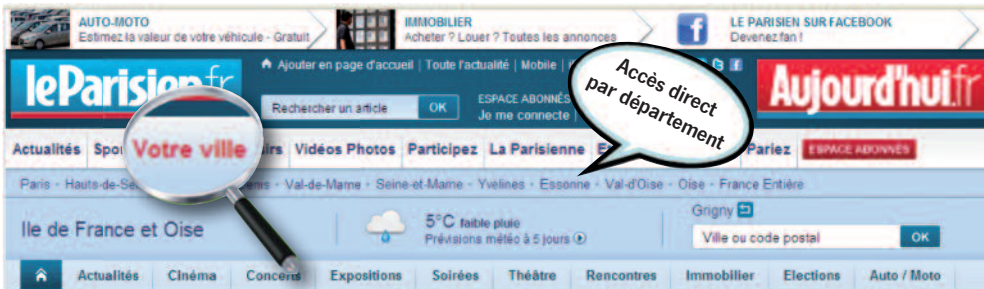 AUTO-MOTO
Estimez la valeur de votre véhicule - Gratuit
IMMOBILIER
Acheter ? Louer ? Toutes les annonces
LE PARISIEN SUR FACEBOOK
Devenez fan !
leParisien.fr
Ajouter en page d'accueil | Toute l'actualité | Mobile |
Rechercher un article OK
ESPACE ABONNÉS
Je me connecte |
Accès direct
par département
Aujourd'hui.fr
Actualités Votre ville Vidéos Photos Participez La Parisienne Pariez ESPACE ABONNÉS
Paris - Hauts-de- - Val-de-Marne - Seine-et-Marne - Yvelines - Essonne - Val-d'Oise - Oise - France Entière
Ile de France et Oise
5°C faible pluie
Prévisions météo à 5 jours
Grigny
Ville ou code postal OK
Actualités Cinéma Concerts Expositions Soirées Théâtre Rencontres Immobilier Elections Auto / Moto